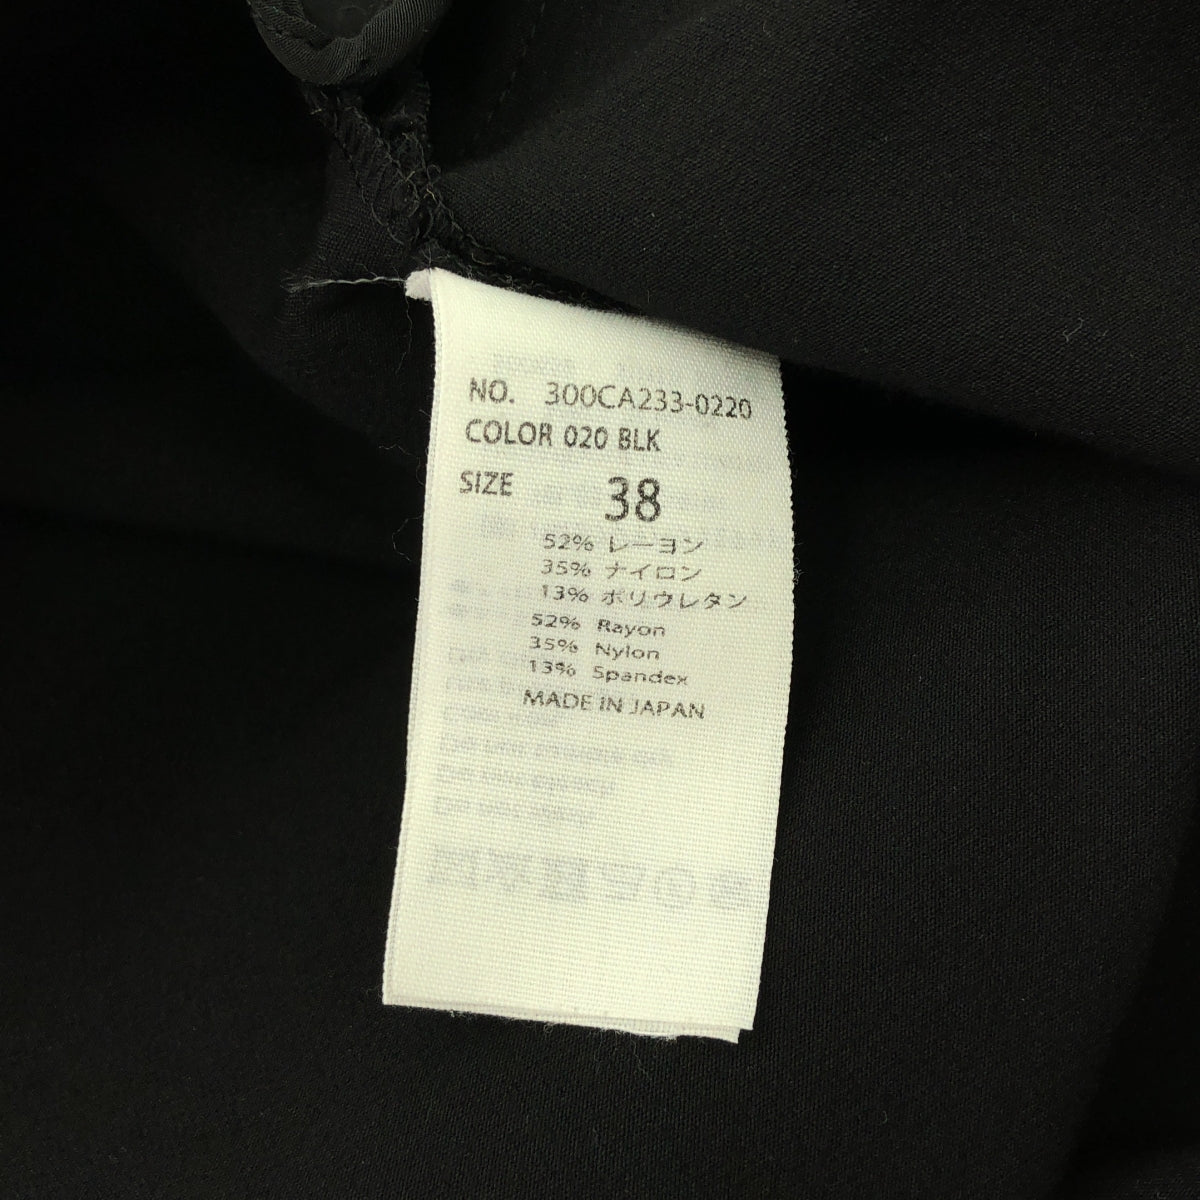 NO. 300CA233-0220
COLOR 020 BLK
SIZE 38
52% レーヨン
35% ナイロン
13% ポリウレタン
52% Rayon
35% Nylon
13% Spandex
MADE IN JAPAN